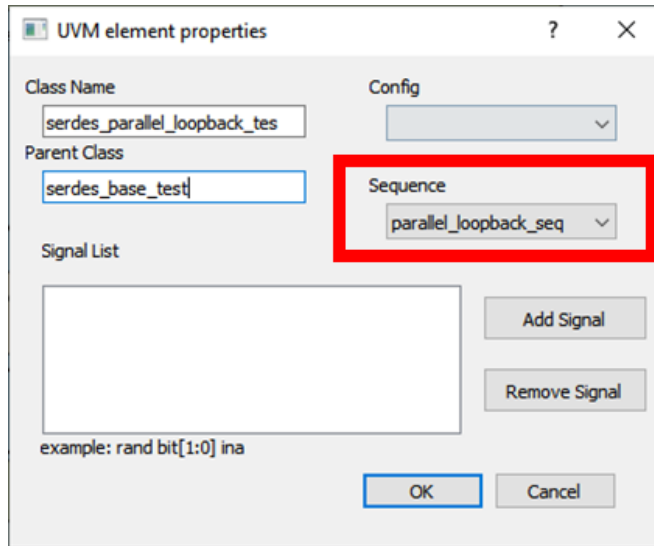 UVM element properties
?
Class Name
Config
serdes_parallel_loopback_tes
Parent Class
serdes_base_test
Sequence
parallel_loopback_seq
Signal List
Add Signal
Remove Signal
example: rand bit[1:0] ina
OK
Cancel